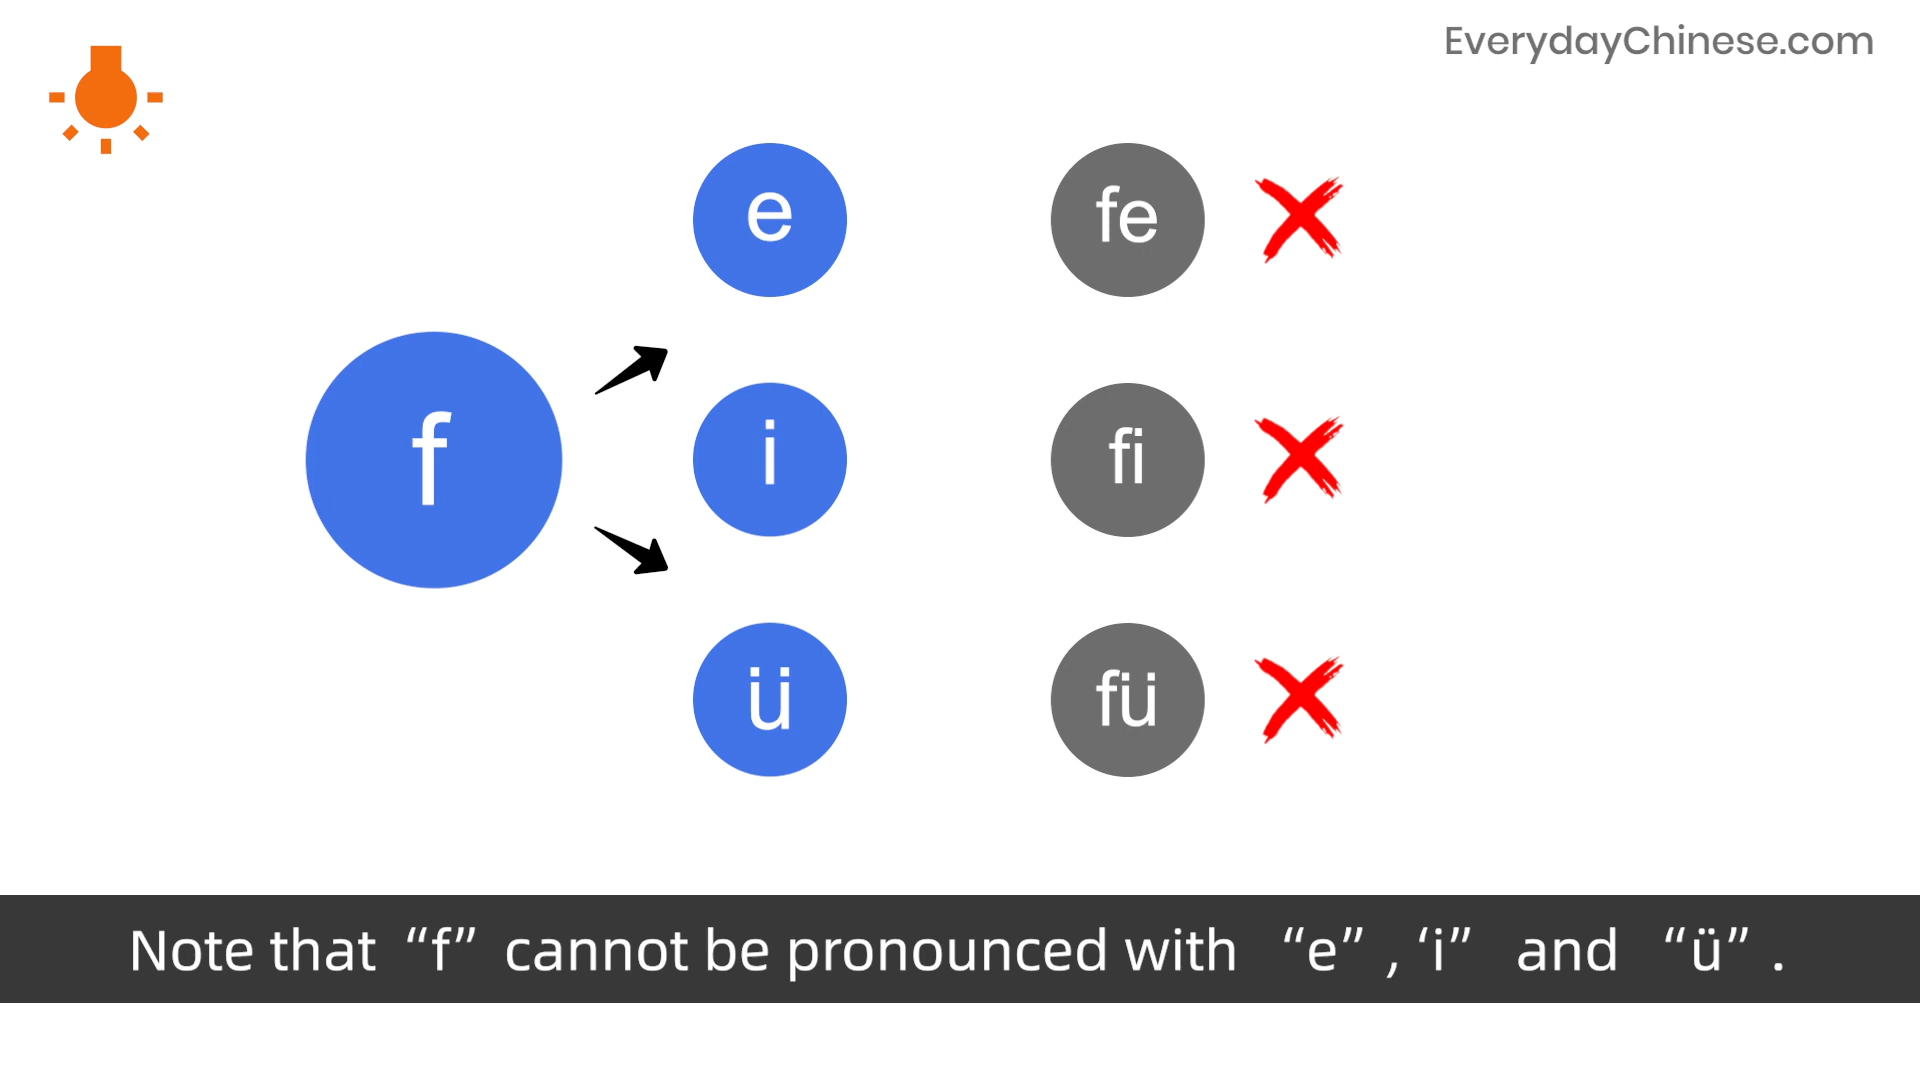 EverydayChinese.com
e
fe
f
i
fi
ü
fü
Note that “f” cannot be pronounced with “e” , ‘i” and “ü” .